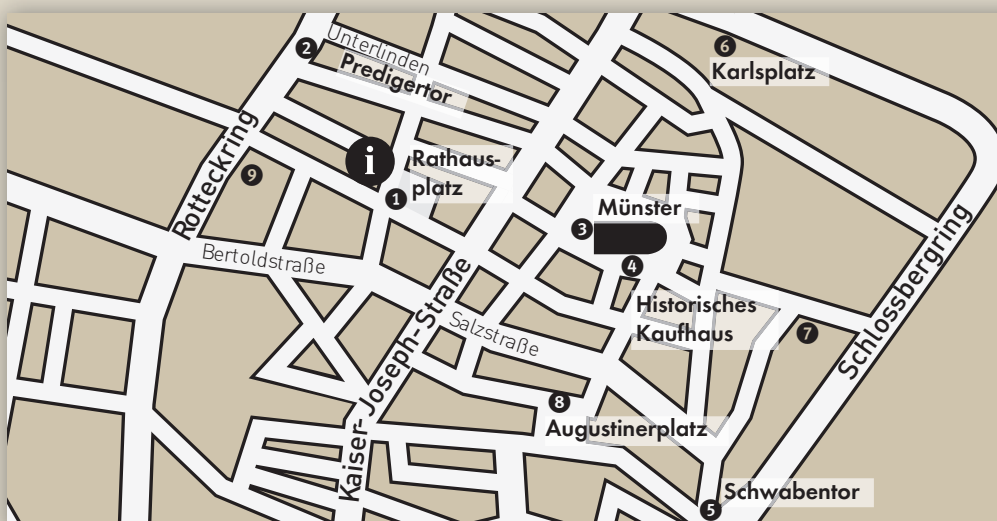 2
Unterlinden
Predigertor
6
Karlsplatz
Rotteckring
i
Rathaus-
platz
9
1
Münster
3
4
Bertoldstraße
Historisches
Kaufhaus
Kaiser-Joseph-Straße
Salzstraße
7
Schlossbergring
8
Augustinerplatz
Schwabentor
5